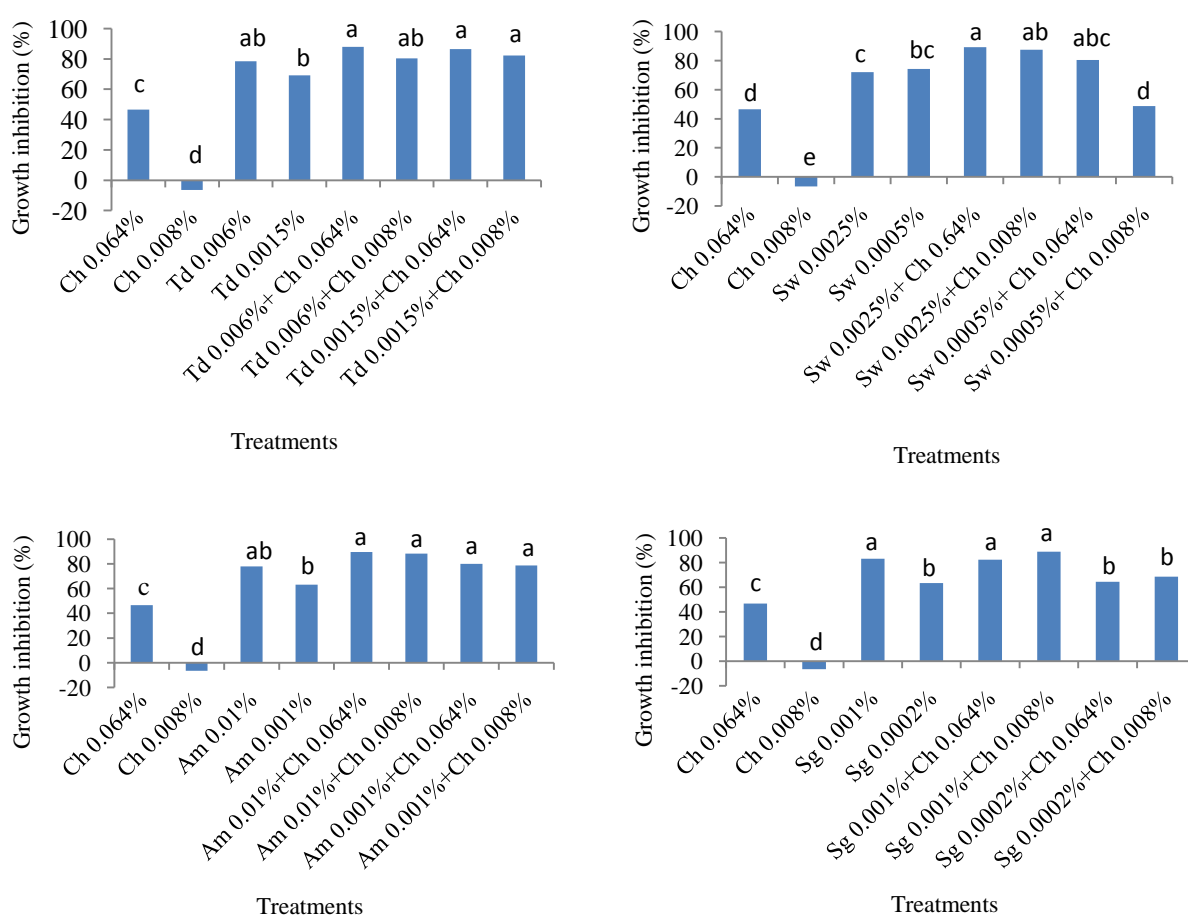 Growth inhibition (%)
100
80
60
40
20
0
-20
c
d
ab
b
a
ab
a
a
Ch 0.064%
Ch 0.008%
Td 0.006%
Td 0.0015%
Td 0.006%+ Ch 0.064%
Td 0.006%+Ch 0.008%
Td 0.0015%+Ch 0.064%
Td 0.0015%+Ch 0.008%
Treatments
Growth inhibition (%)
100
80
60
40
20
0
-20
d
e
c
bc
a
ab
abc
d
Ch 0.064%
Ch 0.008%
Sw 0.0025%
Sw 0.0005%
Sw 0.0025%+ Ch 0.64%
Sw 0.0025%+Ch 0.008%
Sw 0.0005%+ Ch 0.064%
Sw 0.0005%+ Ch 0.008%
Treatments
Growth inhibition (%)
100
80
60
40
20
0
-20
c
d
ab
b
a
a
a
a
Ch 0.064%
Ch 0.008%
Am 0.01%
Am 0.001%
Am 0.01%+Ch 0.064%
Am 0.01%+Ch 0.008%
Am 0.001%+Ch 0.064%
Am 0.001%+Ch 0.008%
Treatments
Growth inhibition (%)
100
80
60
40
20
0
-20
c
d
a
b
a
a
b
b
Ch 0.064%
Ch 0.008%
Sg 0.001%
Sg 0.0002%
Sg 0.001%+Ch 0.064%
Sg 0.001%+Ch 0.008%
Sg 0.0002%+Ch 0.064%
Sg 0.0002%+Ch 0.008%
Treatments